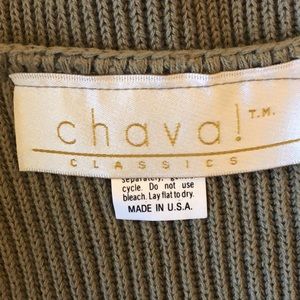 chava! T.M.
CLASSICS
separately, gentle
cycle. Do not use
bleach. Lay flat to dry.
MADE IN U.S.A.